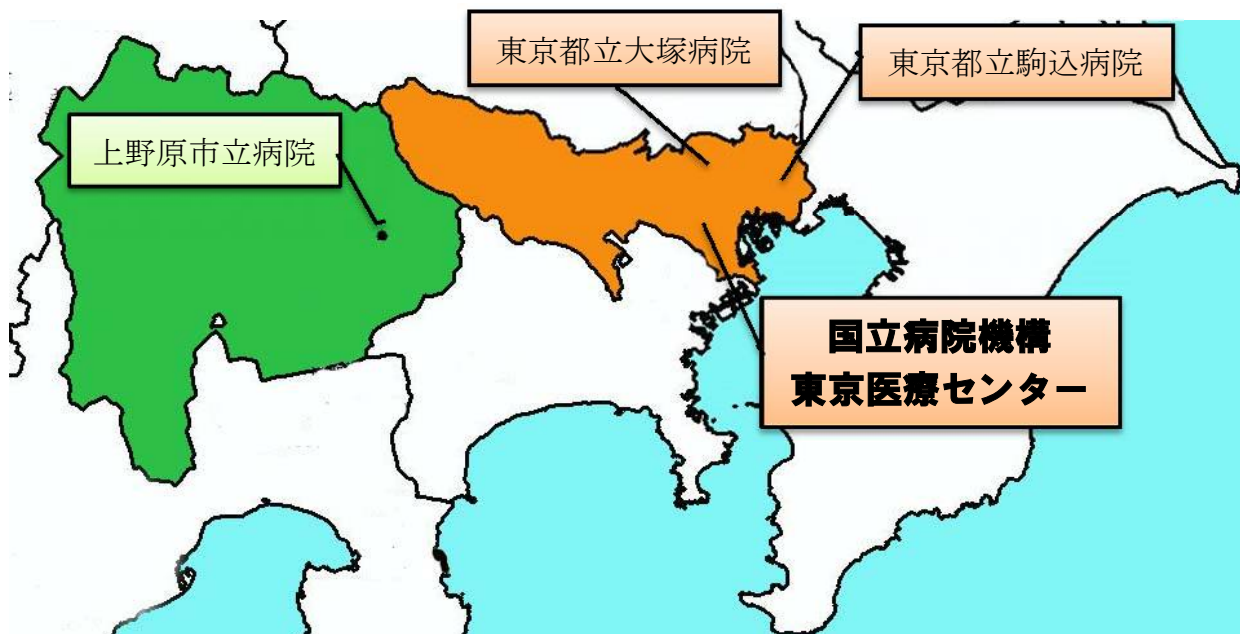 東京都立大塚病院
東京都立駒込病院
上野原市立病院
国立病院機構
東京医療センター